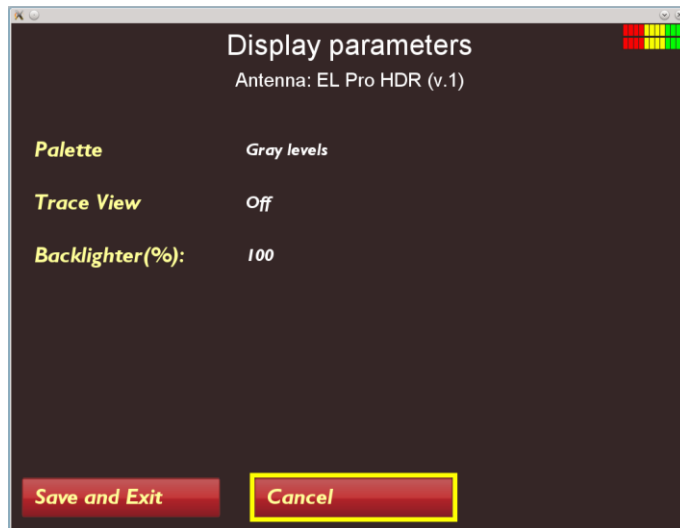 Display parameters
Antenna: EL Pro HDR (v.1)
Palette Gray levels
Trace View Off
Backlighter(%): 100
Save and Exit Cancel